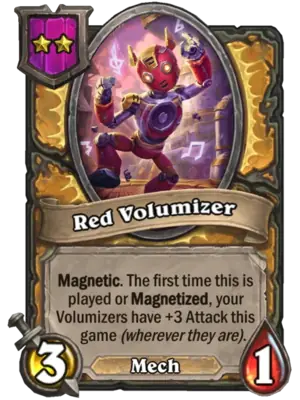 Red Volumizer
Magnetic. The first time this is
played or Magnetized, your
Volumizers have +3 Attack this
game (wherever they are).
3
Mech
1